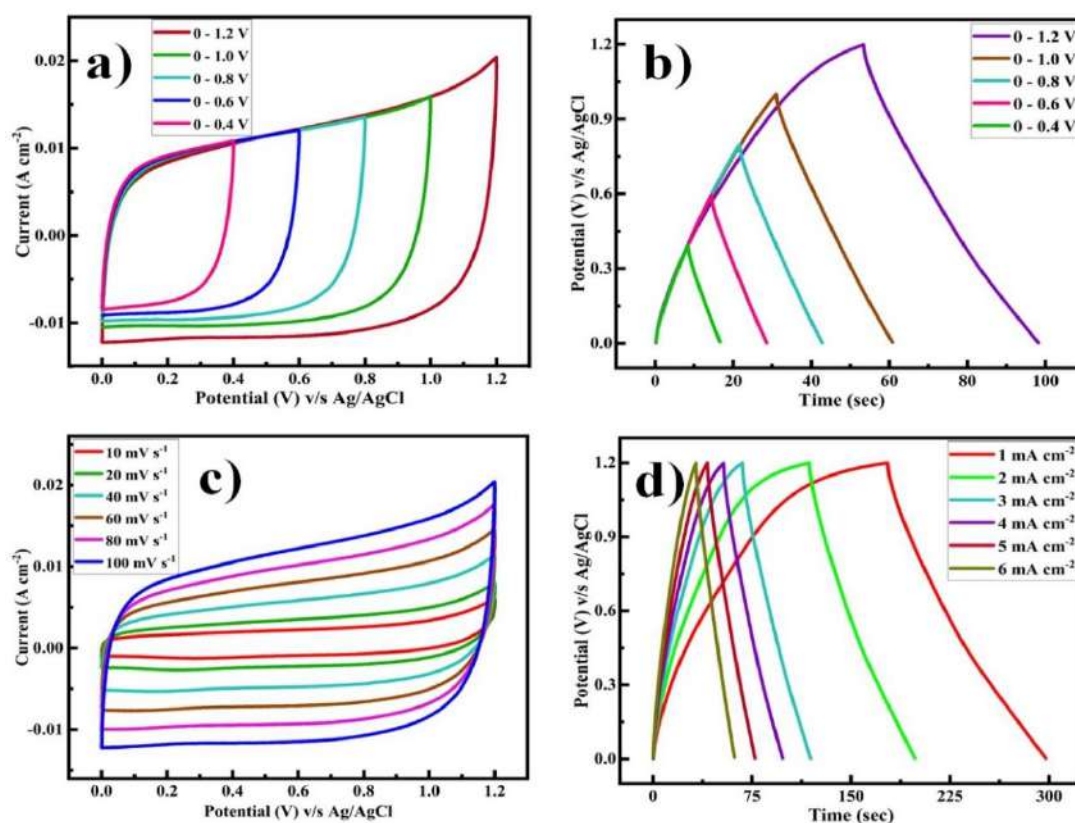 a)
0 - 1.2 V
0 - 1.0 V
0 - 0.8 V
0 - 0.6 V
0 - 0.4 V
Current (A cm⁻²)
0.02
0.01
0.00
-0.01
0.0 0.2 0.4 0.6 0.8 1.0 1.2
Potential (V) v/s Ag/AgCl
b)
0 - 1.2 V
0 - 1.0 V
0 - 0.8 V
0 - 0.6 V
0 - 0.4 V
Potential (V) v/s Ag/AgCl
1.2
0.9
0.6
0.3
0.0
0 20 40 60 80 100
Time (sec)
c)
10 mV s⁻¹
20 mV s⁻¹
40 mV s⁻¹
60 mV s⁻¹
80 mV s⁻¹
100 mV s⁻¹
Current (A cm⁻²)
0.02
0.01
0.00
-0.01
0.0 0.2 0.4 0.6 0.8 1.0 1.2
Potential (V) v/s Ag/AgCl
d)
1 mA cm⁻²
2 mA cm⁻²
3 mA cm⁻²
4 mA cm⁻²
5 mA cm⁻²
6 mA cm⁻²
Potential (V) v/s Ag/AgCl
1.2
0.9
0.6
0.3
0.0
0 75 150 225 300
Time (sec)